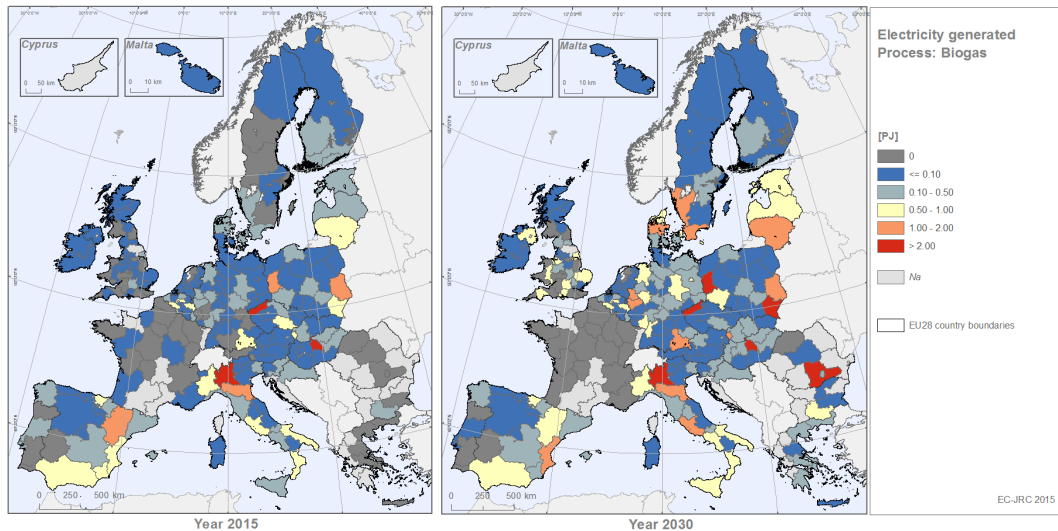 Cyprus
0 50 km
Malta
0 10 km
0 250 500 km
Year 2015
Cyprus
0 50 km
Malta
0 10 km
0 250 500 km
Year 2030
Electricity generated
Process: Biogas
[PJ]
0
<= 0.10
0.10 - 0.50
0.50 - 1.00
1.00 - 2.00
> 2.00
Na
EU28 country boundaries
EC-JRC 2015